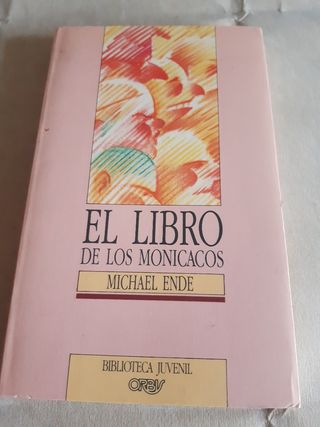 EL LIBRO
DE LOS MONICACOS
MICHAEL ENDE
BIBLIOTECA JUVENIL
ORBIS